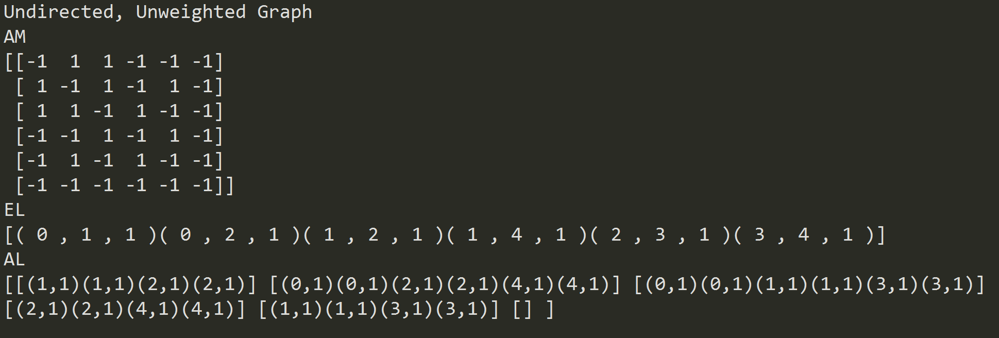 Undirected, Unweighted Graph
AM
[[-1  1  1 -1 -1 -1]
 [ 1 -1  1 -1  1 -1]
 [ 1  1 -1  1 -1 -1]
 [-1 -1  1 -1  1 -1]
 [-1  1 -1  1 -1 -1]
 [-1 -1 -1 -1 -1 -1]]
EL
[( 0 , 1 , 1 )( 0 , 2 , 1 )( 1 , 2 , 1 )( 1 , 4 , 1 )( 2 , 3 , 1 )( 3 , 4 , 1 )]
AL
[[(1,1)(1,1)(2,1)(2,1)] [(0,1)(0,1)(2,1)(2,1)(4,1)(4,1)] [(0,1)(0,1)(1,1)(1,1)(3,1)(3,1)]
[(2,1)(2,1)(4,1)(4,1)] [(1,1)(1,1)(3,1)(3,1)] [] ]